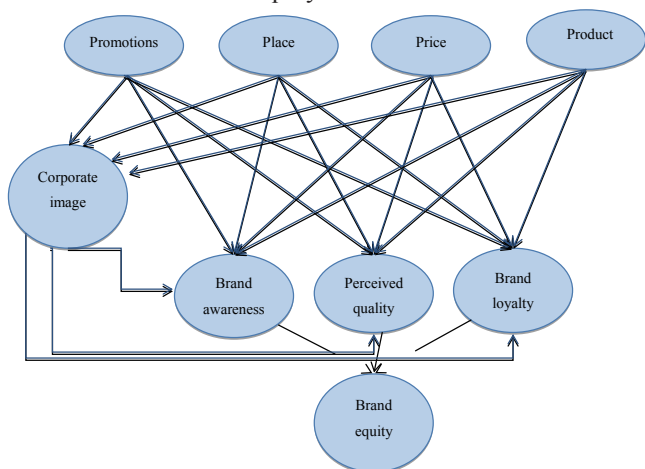 Promotions
Place
Price
Product
Corporate
image
Brand
awareness
Perceived
quality
Brand
loyalty
Brand
equity